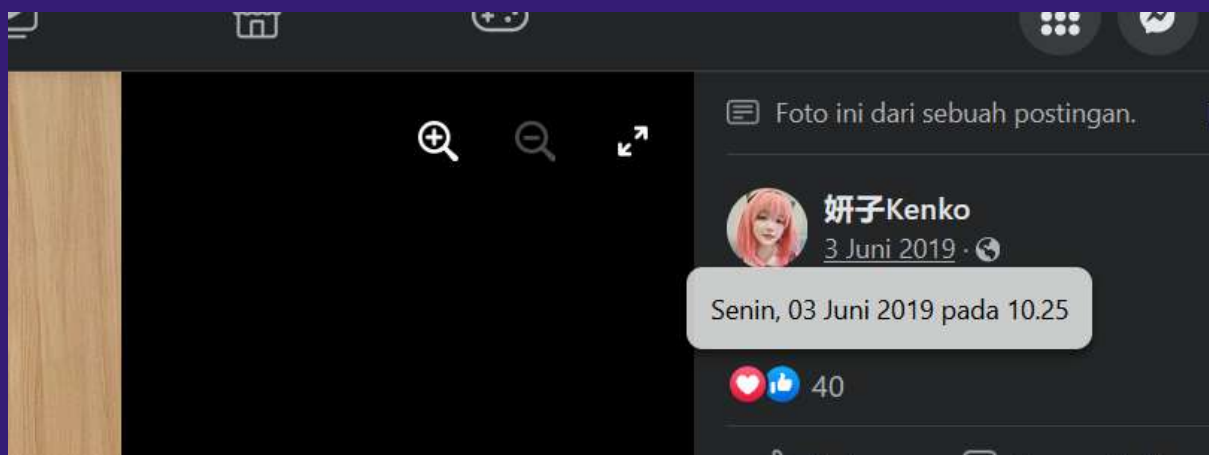 Foto ini dari sebuah postingan.
妍子Kenko
3 Juni 2019 ·
Senin, 03 Juni 2019 pada 10.25
40